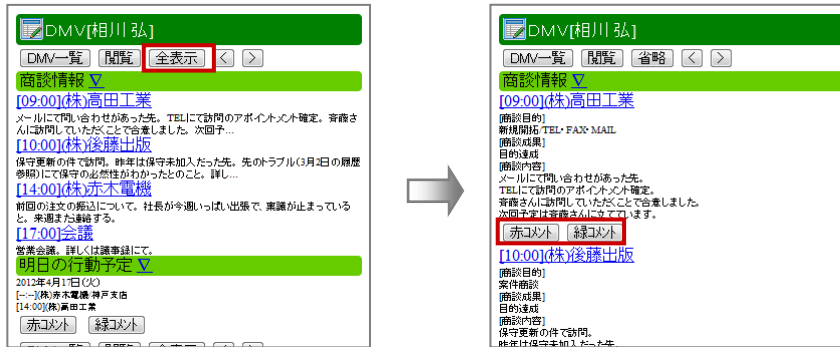 DMV[相川 弘]
DMV一覧 閲覧 全表示 < >
商談情報 ▽
[09:00](株)高田工業
メールにて問い合わせがあった先。TELにて訪問のアポイントメント確定。斉藤さ
んに訪問していただくことで合意しました。次回予…
[10:00](株)後藤出版
保守更新の件で訪問。昨年は保守未加入だった先。先のトラブル(3月2日の履歴
参照)にて保守の必然性がわかったとのこと。詳し…
[14:00](株)赤木電機
前回の注文の振込について。社長が今週いっぱい出張で、稟議が止まっている
と。来週また連絡する。
[17:00]会議
営業会議。詳しくは議事録にて。
明日の行動予定 ▽
2012年4月17日(火)
[--:--](株)赤木電機 神戸支店
[14:00](株)高田工業
赤コメント 緑コメント
DMV[相川 弘]
DMV一覧 閲覧 省略 < >
商談情報 ▽
[09:00](株)高田工業
[商談目的]
新規開拓/TEL・FAX・MAIL
[商談成果]
目的達成
[商談内容]
メールにて問い合わせがあった先。
TELにて訪問のアポイントメント確定。
斉藤さんに訪問していただくことで合意しました。
次回予定は斉藤さんに立てています。
赤コメント 緑コメント
[10:00](株)後藤出版
[商談目的]
案件商談
[商談成果]
目的達成
[商談内容]
保守更新の件で訪問。
昨年は保守未加入だった先。